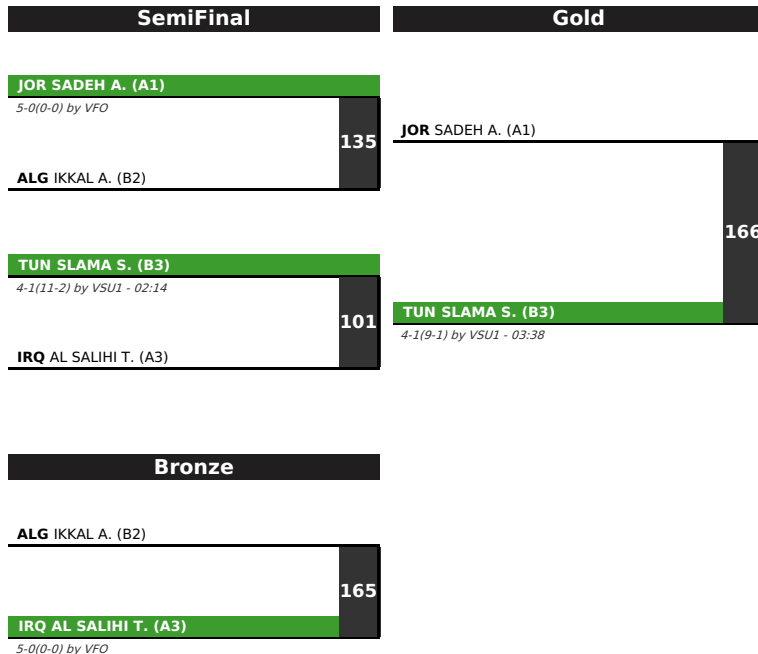 SemiFinal
JOR SADEH A. (A1)
5-0(0-0) by VFO
135
ALG IKKAL A. (B2)
TUN SLAMA S. (B3)
4-1(11-2) by VSU1 - 02:14
101
IRQ AL SALIHI T. (A3)
Gold
JOR SADEH A. (A1)
166
TUN SLAMA S. (B3)
4-1(9-1) by VSU1 - 03:38
Bronze
ALG IKKAL A. (B2)
165
IRQ AL SALIHI T. (A3)
5-0(0-0) by VFO